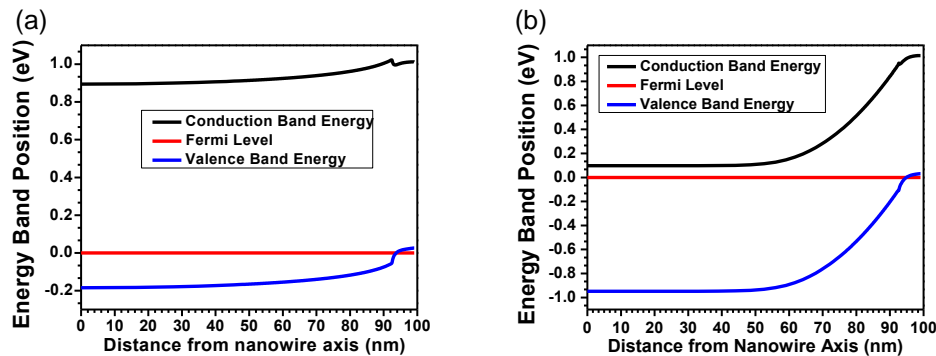 (a)
Energy Band Position (eV)
1.0
0.8
0.6
0.4
0.2
0.0
-0.2
Conduction Band Energy
Fermi Level
Valence Band Energy
0 10 20 30 40 50 60 70 80 90 100
Distance from nanowire axis (nm)
(b)
Energy Band Position (eV)
1.0
0.8
0.6
0.4
0.2
0.0
-0.2
-0.4
-0.6
-0.8
-1.0
Conduction Band Energy
Fermi Level
Valence Band Energy
0 10 20 30 40 50 60 70 80 90 100
Distance from Nanowire Axis (nm)